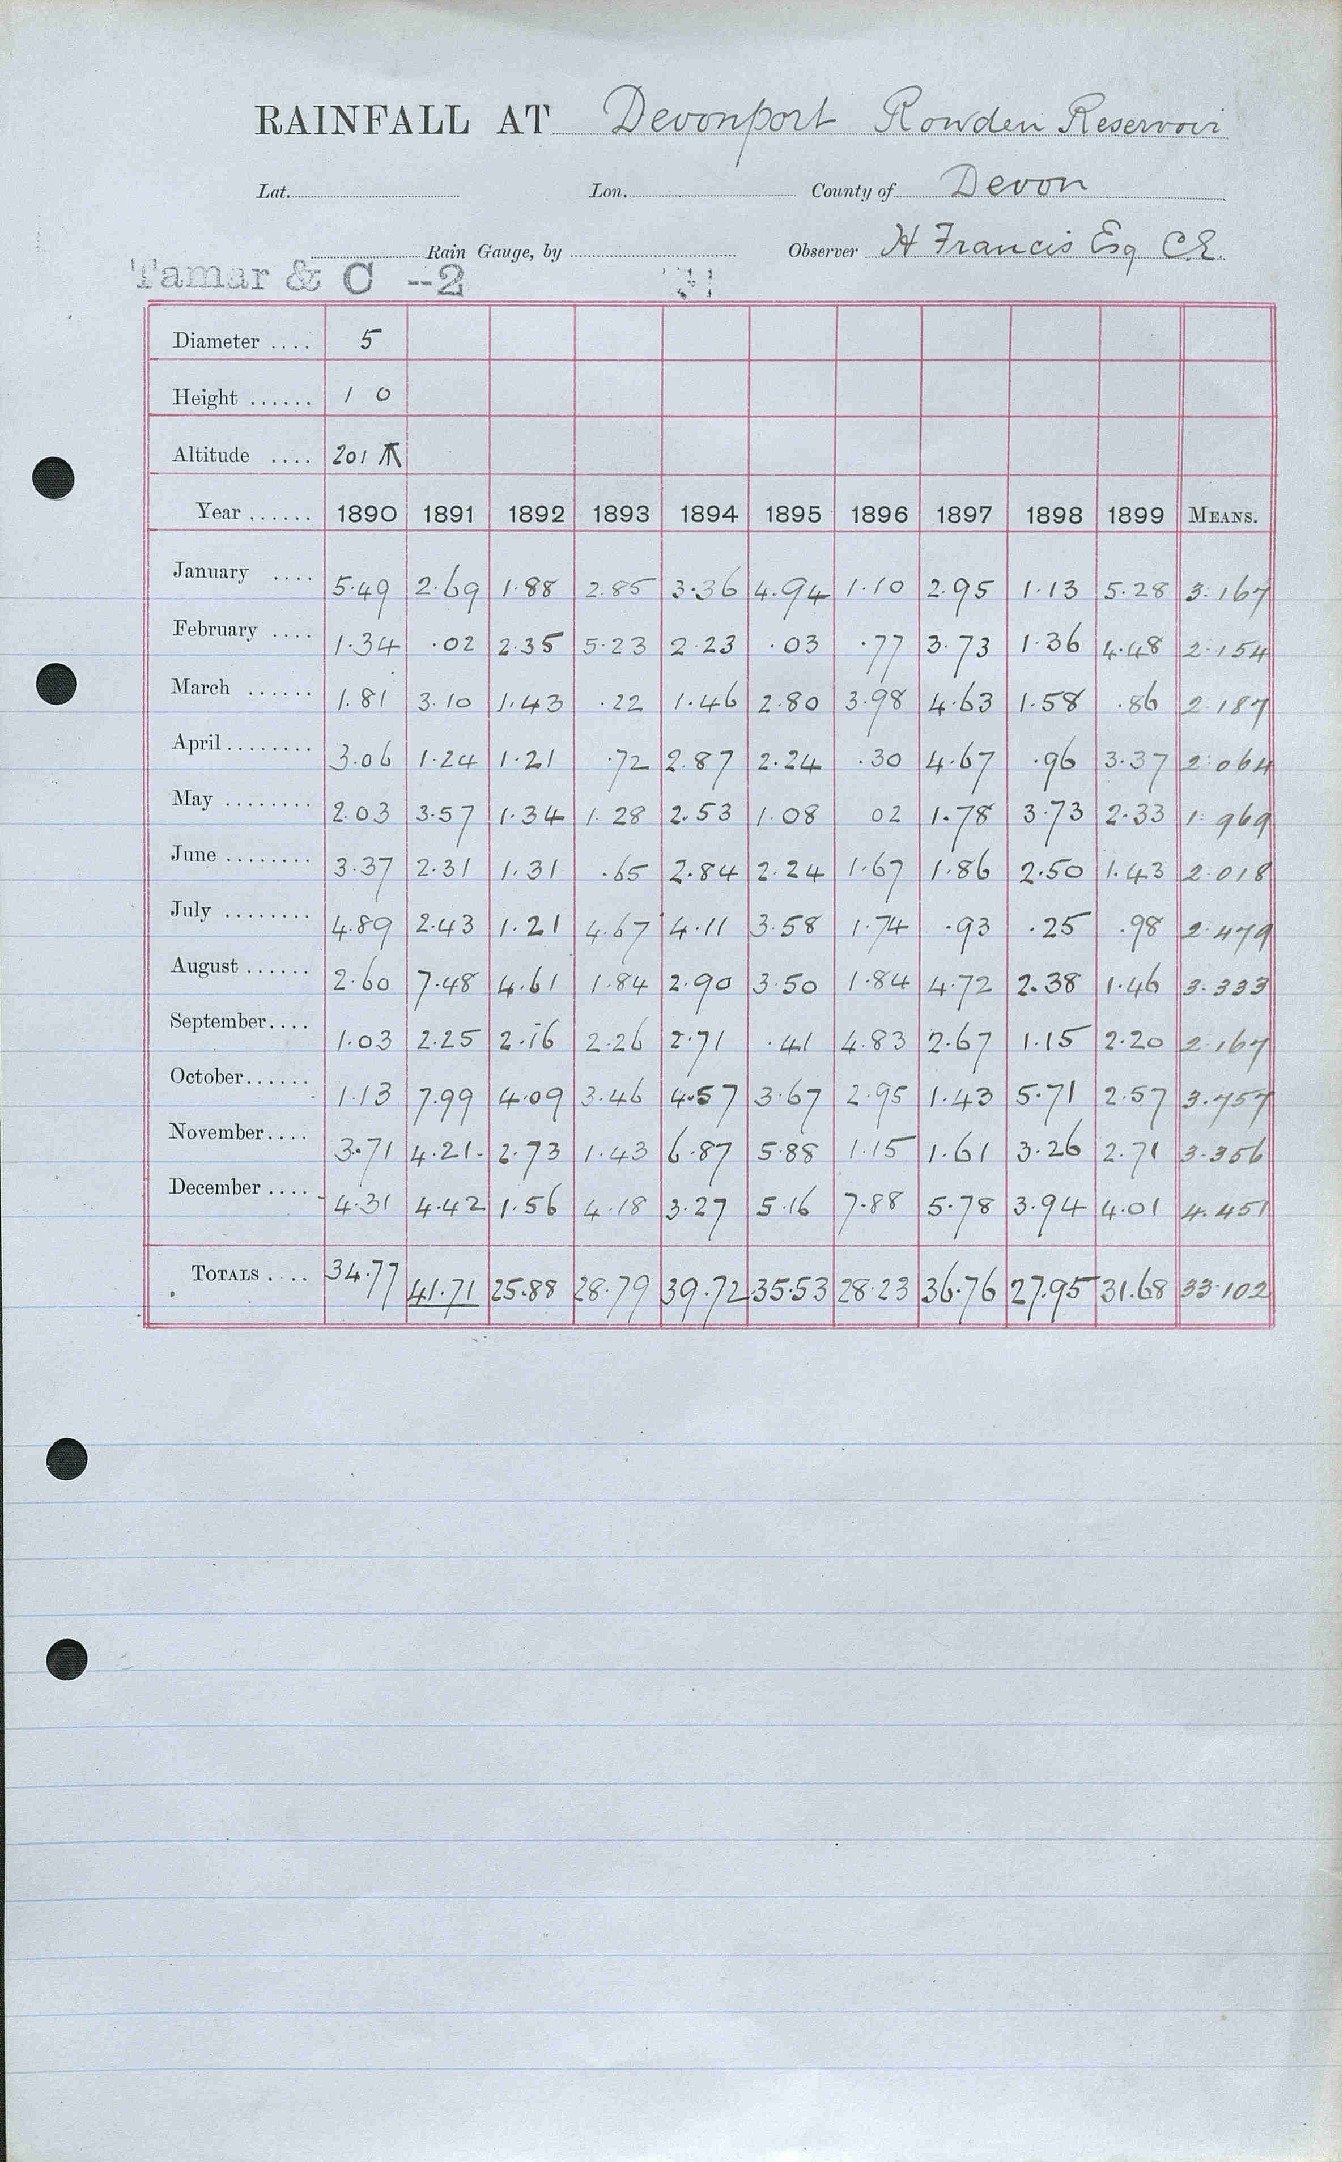 RAINFALL AT Devonport Rowden Reservoir
Lat. Lon. County of Devon
Rain Gauge, by Observer H Francis Esq C.E.
Tamar & C --2
Diameter .... 5
Height ...... 1 0
Altitude .... 201
Year ...... 1890 1891 1892 1893 1894 1895 1896 1897 1898 1899 MEANS.
January .... 5.49 2.69 1.88 2.85 3.36 4.94 1.10 2.95 1.13 5.28 3.167
February .... 1.34 .02 2.35 5.23 2.23 .03 .77 3.73 1.36 4.48 2.154
March ...... 1.81 3.10 1.43 .22 1.46 2.80 3.98 4.63 1.58 .86 2.187
April ........ 3.06 1.24 1.21 .72 2.87 2.24 .30 4.67 .96 3.37 2.064
May ........ 2.03 3.57 1.34 1.28 2.53 1.08 02 1.78 3.73 2.33 1.969
June ........ 3.37 2.31 1.31 .65 2.84 2.24 1.67 1.86 2.50 1.43 2.018
July ........ 4.89 2.43 1.21 4.67 4.11 3.58 1.74 .93 .25 .98 2.479
August ...... 2.60 7.48 4.61 1.84 2.90 3.50 1.84 4.72 2.38 1.46 3.333
September.... 1.03 2.25 2.16 2.26 2.71 .41 4.83 2.67 1.15 2.20 2.167
October...... 1.13 7.99 4.09 3.46 4.57 3.67 2.95 1.43 5.71 2.57 3.757
November.... 3.71 4.21. 2.73 1.43 6.87 5.88 1.15 1.61 3.26 2.71 3.356
December .... 4.31 4.42 1.56 4.18 3.27 5.16 7.88 5.78 3.94 4.01 4.451
TOTALS .... 34.77 41.71 25.88 28.79 39.72 35.53 28.23 36.76 27.95 31.68 33.102